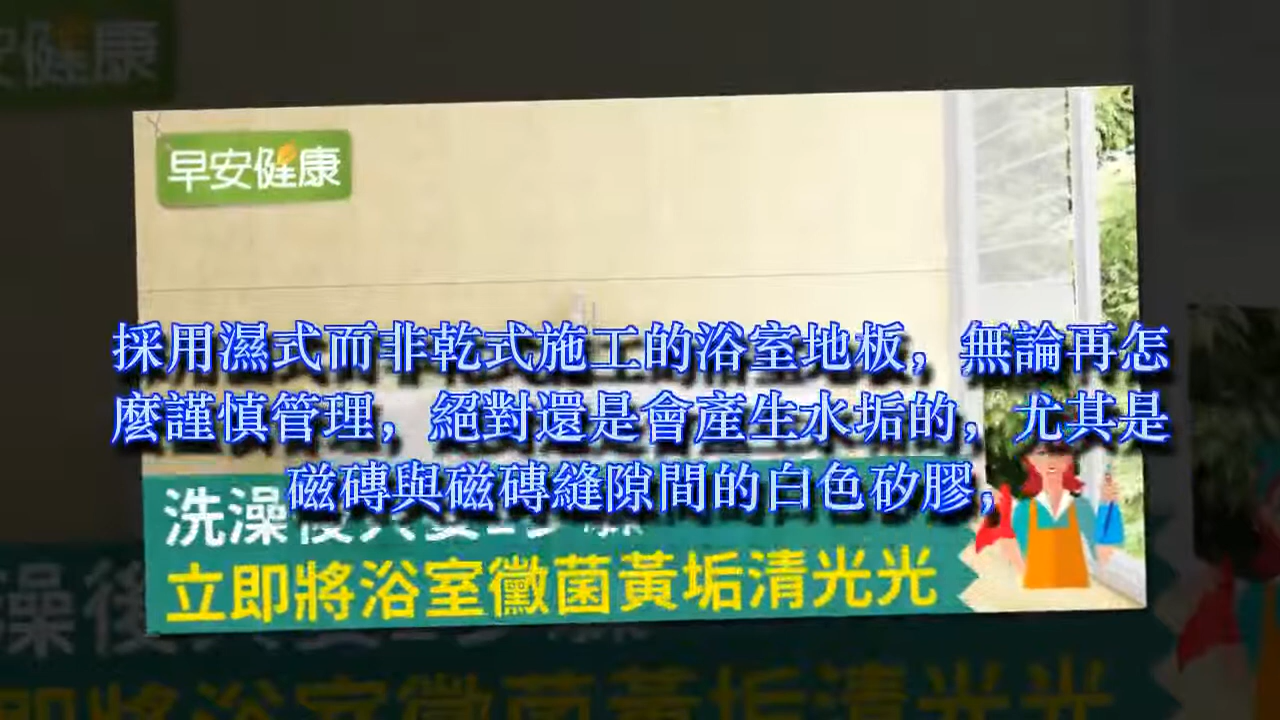 早安健康
採用濕式而非乾式施工的浴室地板，無論再怎
麼謹慎管理，絕對還是會產生水垢的，尤其是
磁磚與磁磚縫隙間的白色矽膠，
洗澡後只要
立即將浴室黴菌黃垢清光光